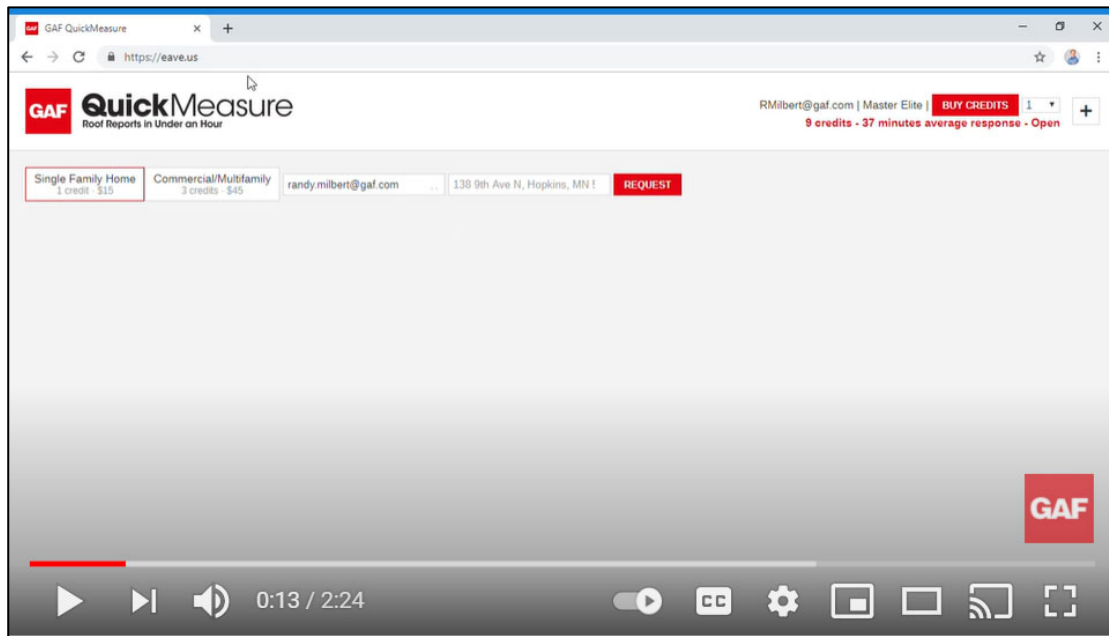 GAF QuickMeasure
https://eave.us
GAF QuickMeasure
Roof Reports in Under an Hour
RMilbert@gaf.com | Master Elite | BUY CREDITS 1
9 credits - 37 minutes average response - Open
Single Family Home
1 credit - $15
Commercial/Multifamily
3 credits - $45
randy.milbert@gaf.com ..
138 9th Ave N, Hopkins, MN
REQUEST
GAF
0:13 / 2:24
CC